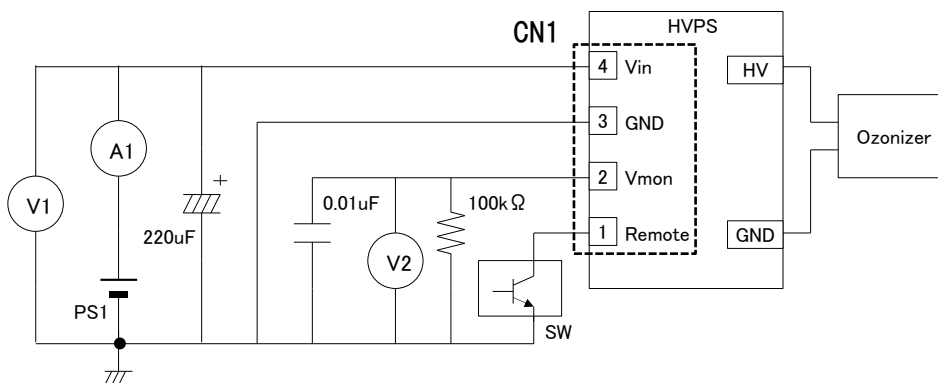 CN1
HVPS
4 Vin
HV
3 GND
A1
Ozonizer
2 Vmon
V1
+
0.01uF
100kΩ
220uF
V2
1 Remote
GND
PS1
SW